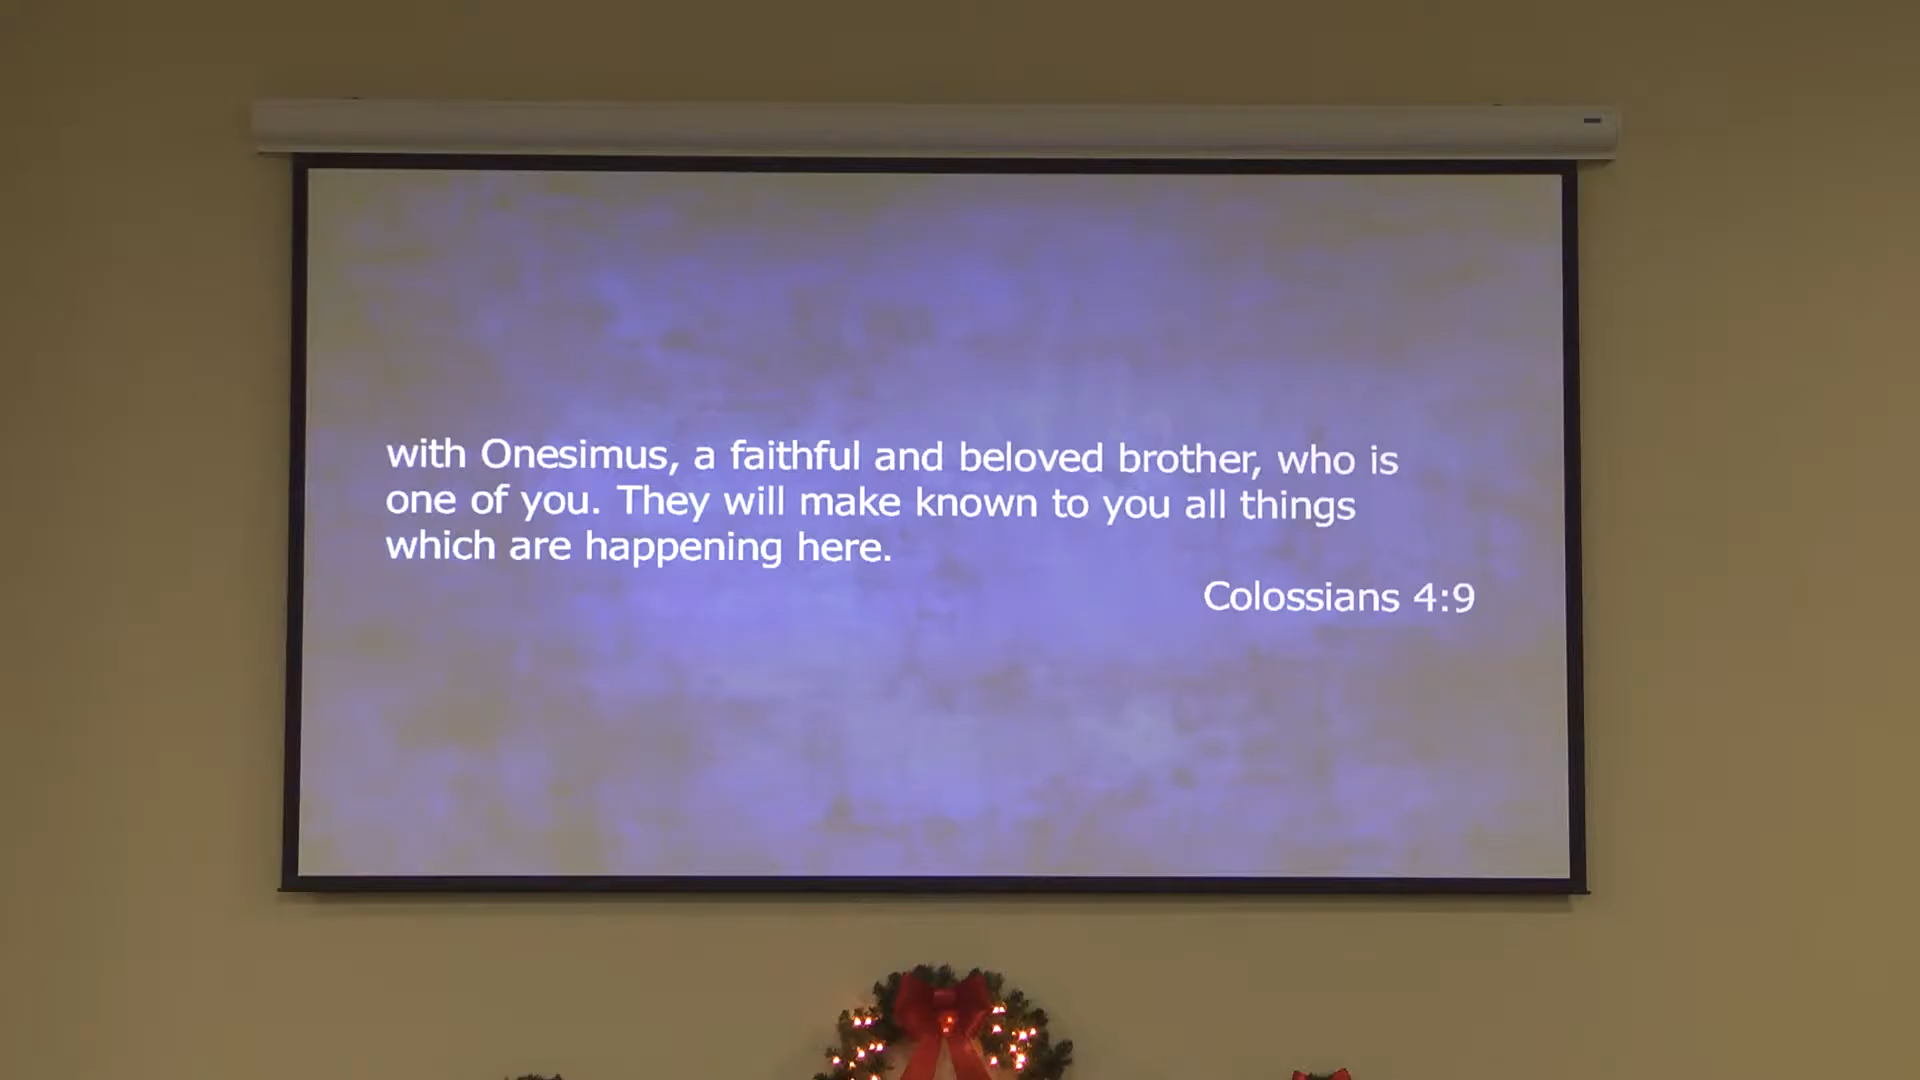 with Onesimus, a faithful and beloved brother, who is
one of you. They will make known to you all things
which are happening here.
Colossians 4:9